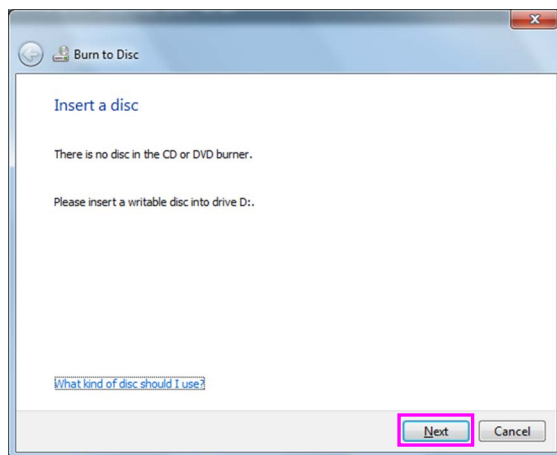 Burn to Disc
Insert a disc
There is no disc in the CD or DVD burner.
Please insert a writable disc into drive D:.
What kind of disc should I use?
Next
Cancel